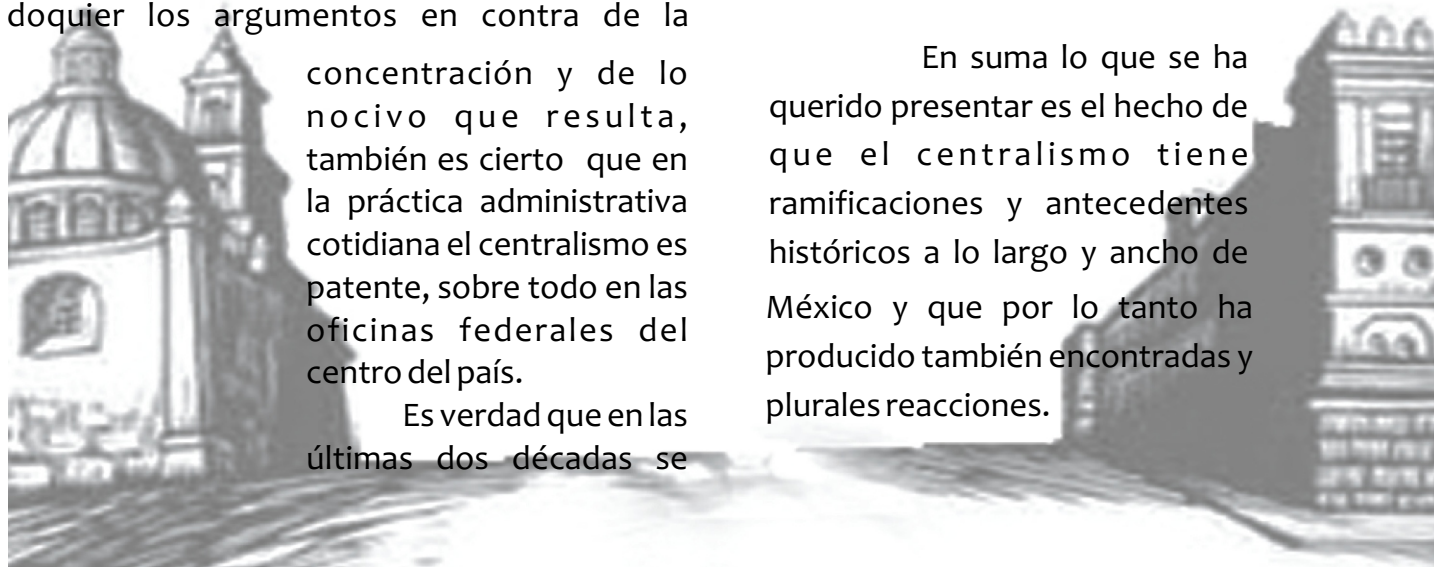 doquier los argumentos en contra de la
concentración y de lo
nocivo que resulta,
también es cierto que en
la práctica administrativa
cotidiana el centralismo es
patente, sobre todo en las
oficinas federales del
centro del país.
Es verdad que en las
últimas dos décadas se
En suma lo que se ha
querido presentar es el hecho de
que el centralismo tiene
ramificaciones y antecedentes
históricos a lo largo y ancho de
México y que por lo tanto ha
producido también encontradas y
plurales reacciones.